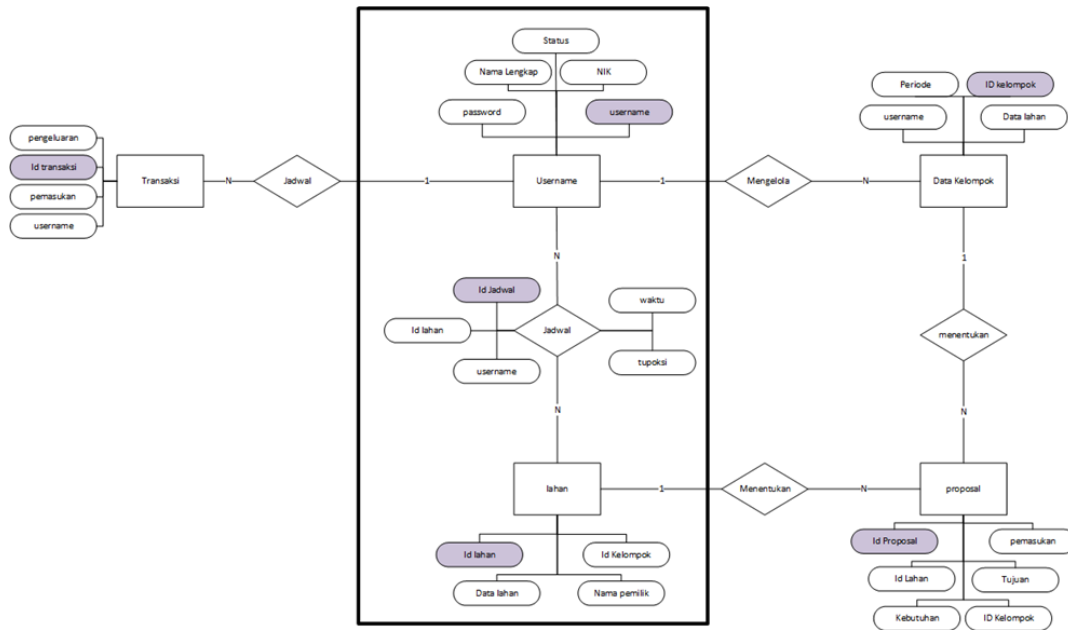 Status
Nama Lengkap
NIK
password
username
Periode
ID kelompok
username
Data lahan
pengeluaran
Id transaksi
pemasukan
username
Transaksi
N
Jadwal
1
Username
1
Mengelola
N
Data Kelompok
N
1
Id Jadwal
waktu
Id lahan
Jadwal
username
tupoksi
menentukan
N
N
lahan
1
Menentukan
N
proposal
Id lahan
Id Kelompok
Data lahan
Nama pemilik
Id Proposal
pemasukan
Id Lahan
Tujuan
Kebutuhan
ID Kelompok